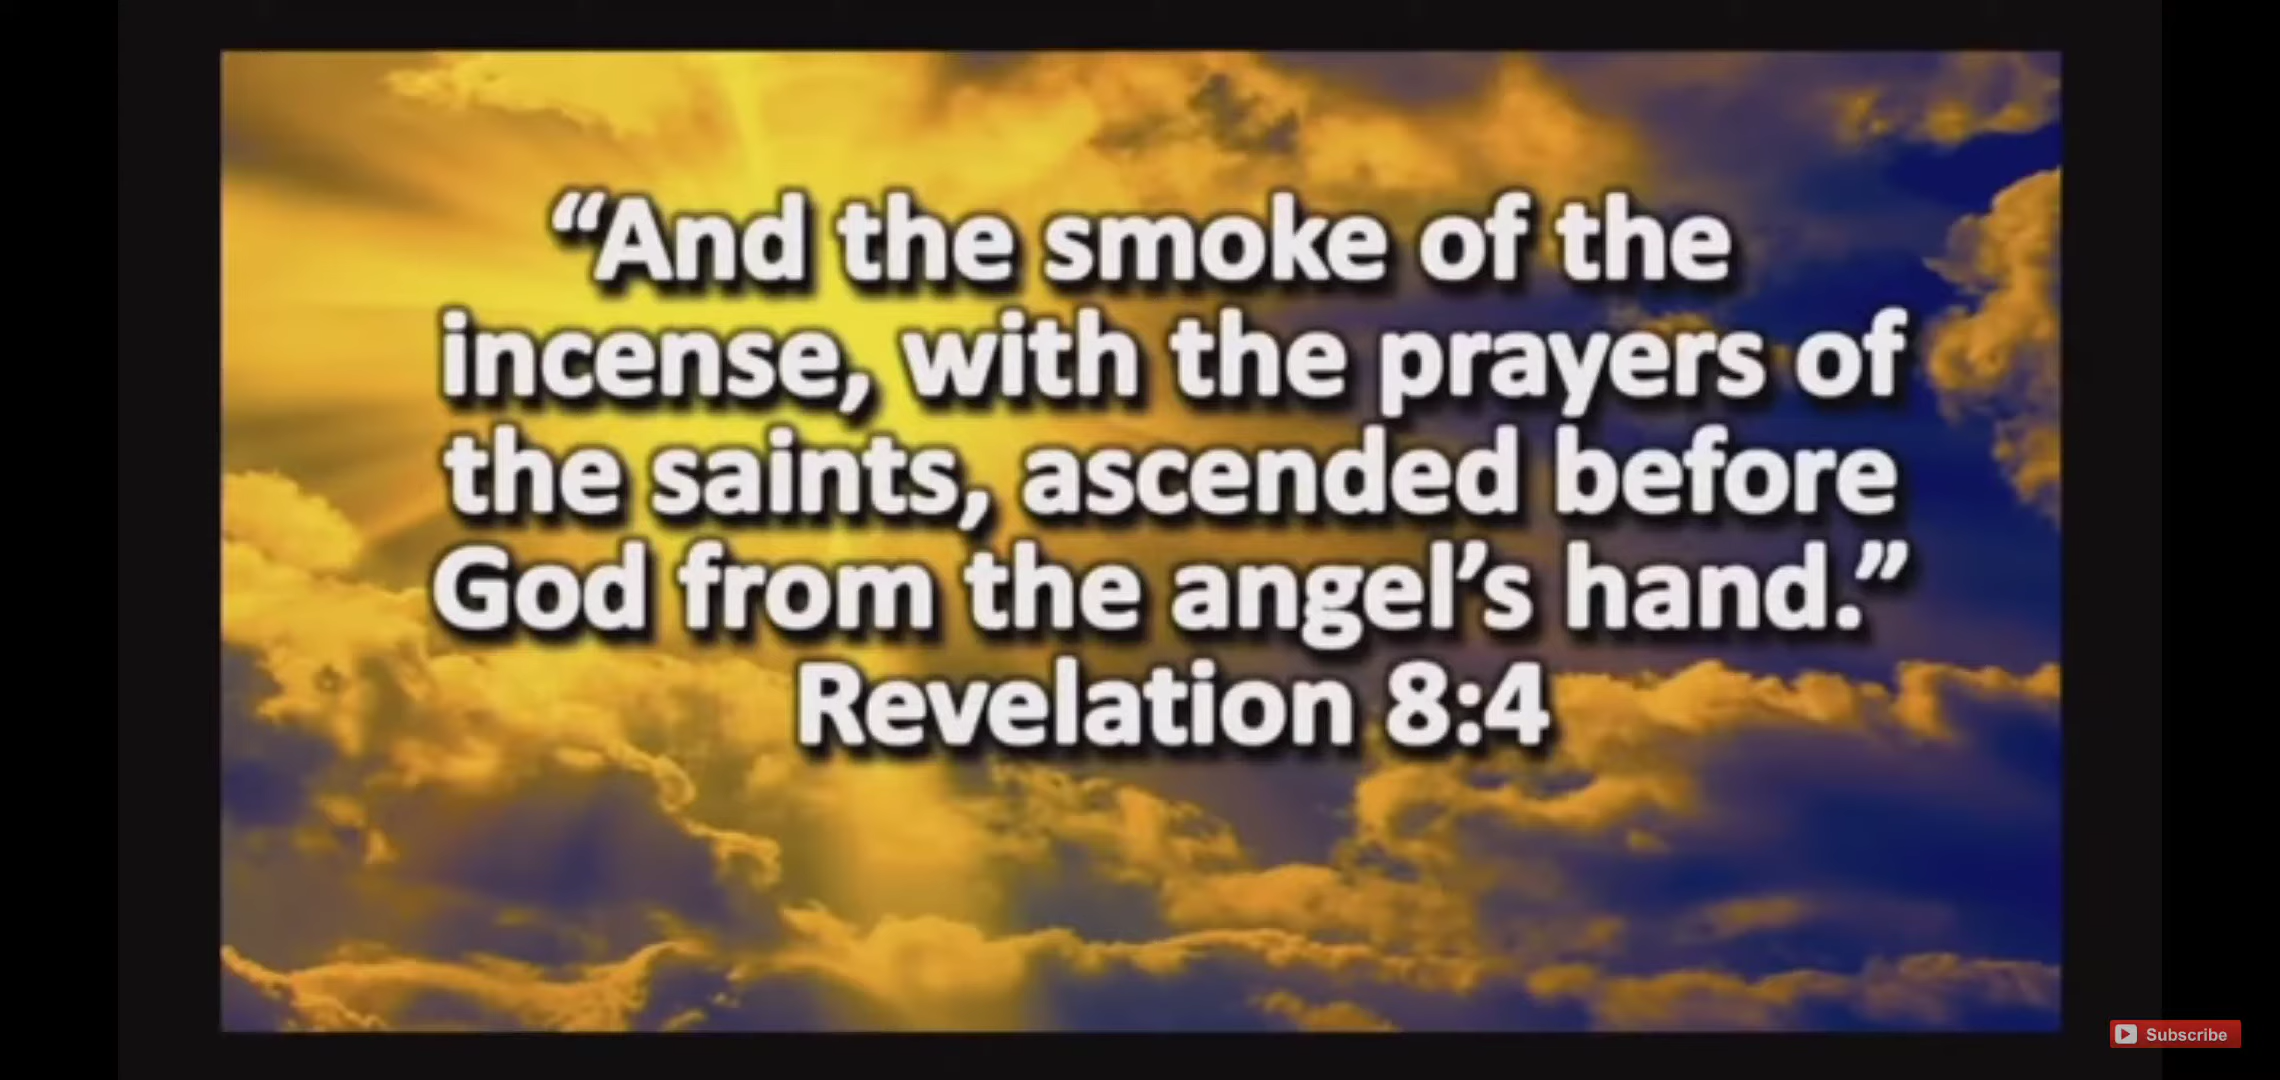 “And the smoke of the
incense, with the prayers of
the saints, ascended before
God from the angel’s hand.”
Revelation 8:4
Subscribe